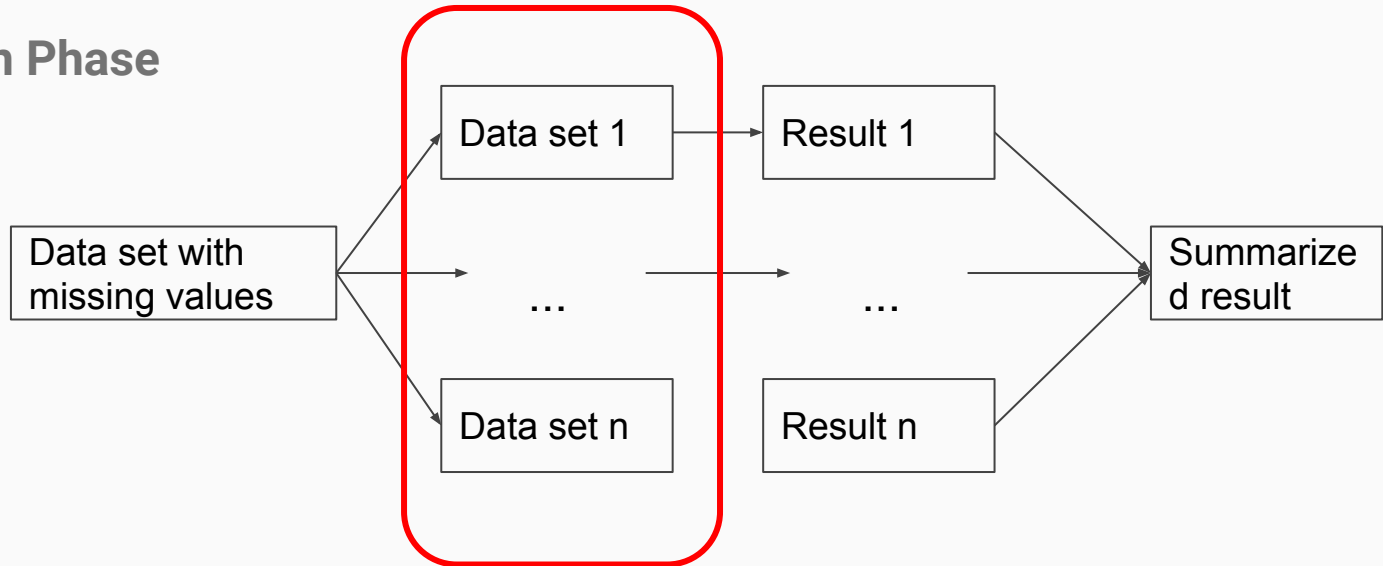 n Phase
Data set 1
Result 1
Data set with
missing values
Summarize
d result
...
...
Data set n
Result n